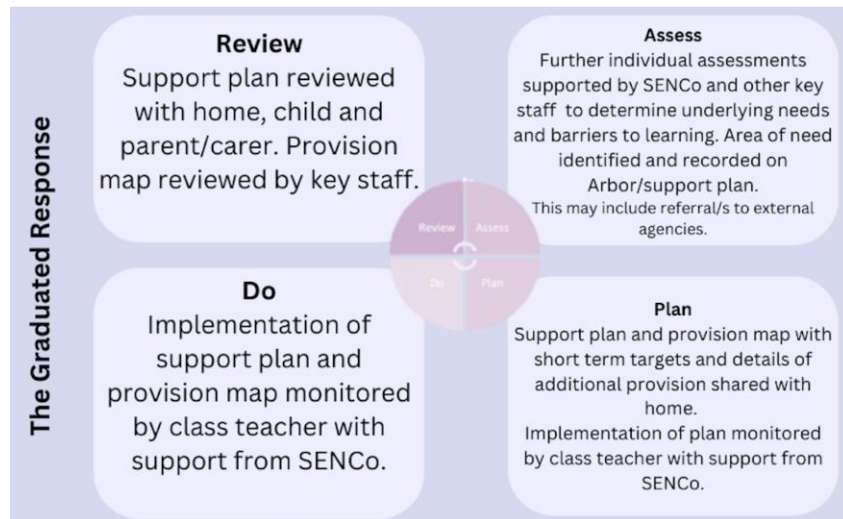 The Graduated Response
Review
Support plan reviewed
with home, child and
parent/carer. Provision
map reviewed by key staff.
Assess
Further individual assessments
supported by SENCo and other key
staff to determine underlying needs
and barriers to learning. Area of need
identified and recorded on
Arbor/support plan.
This may include referral/s to external
agencies.
Review
Assess
Do
Plan
Do
Implementation of
support plan and
provision map monitored
by class teacher with
support from SENCo.
Plan
Support plan and provision map with
short term targets and details of
additional provision shared with
home.
Implementation of plan monitored
by class teacher with support from
SENCo.